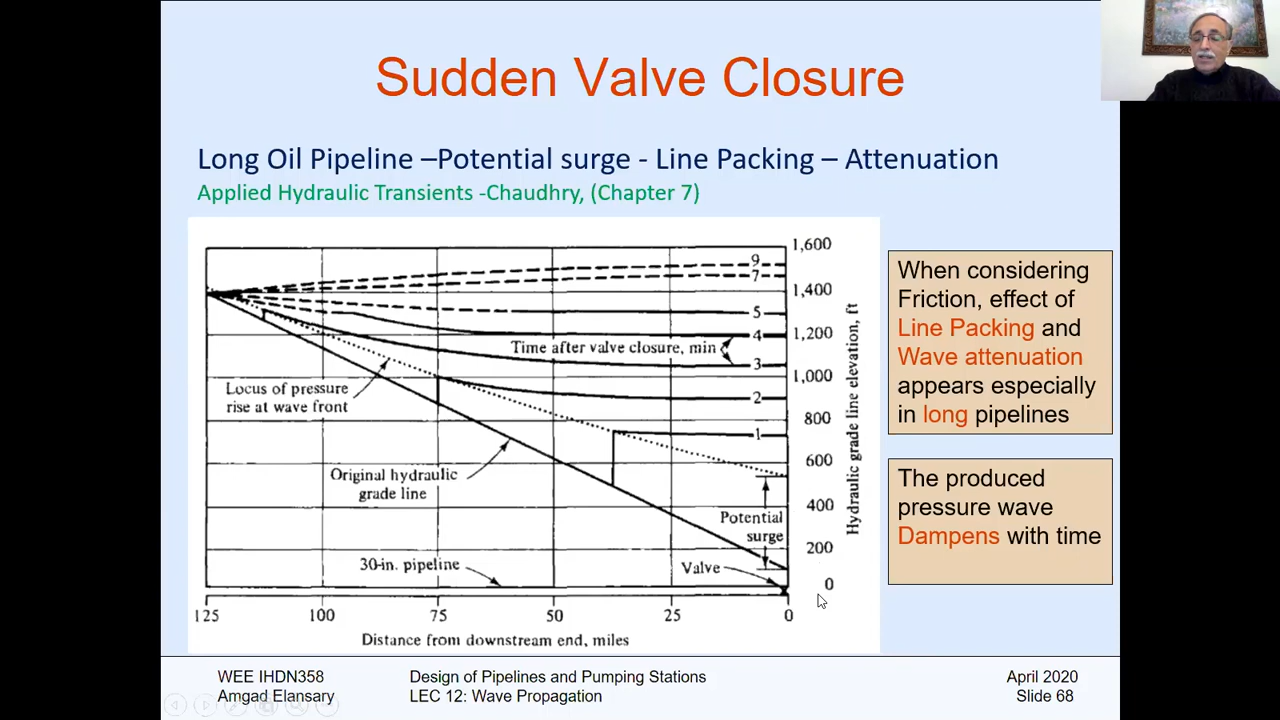 Sudden Valve Closure
Long Oil Pipeline –Potential surge - Line Packing – Attenuation
Applied Hydraulic Transients -Chaudhry, (Chapter 7)
1,600
1,400
1,200
1,000
800
600
400
200
0
Hydraulic grade line elevation, ft
9
7
5
4
Time after valve closure, min
3
2
1
Locus of pressure
rise at wave front
Original hydraulic
grade line
Potential
surge
30-in. pipeline
Valve
125
100
75
50
25
0
Distance from downstream end, miles
When considering
Friction, effect of
Line Packing and
Wave attenuation
appears especially
in long pipelines
The produced
pressure wave
Dampens with time
WEE IHDN358
Amgad Elansary
Design of Pipelines and Pumping Stations
LEC 12: Wave Propagation
April 2020
Slide 68